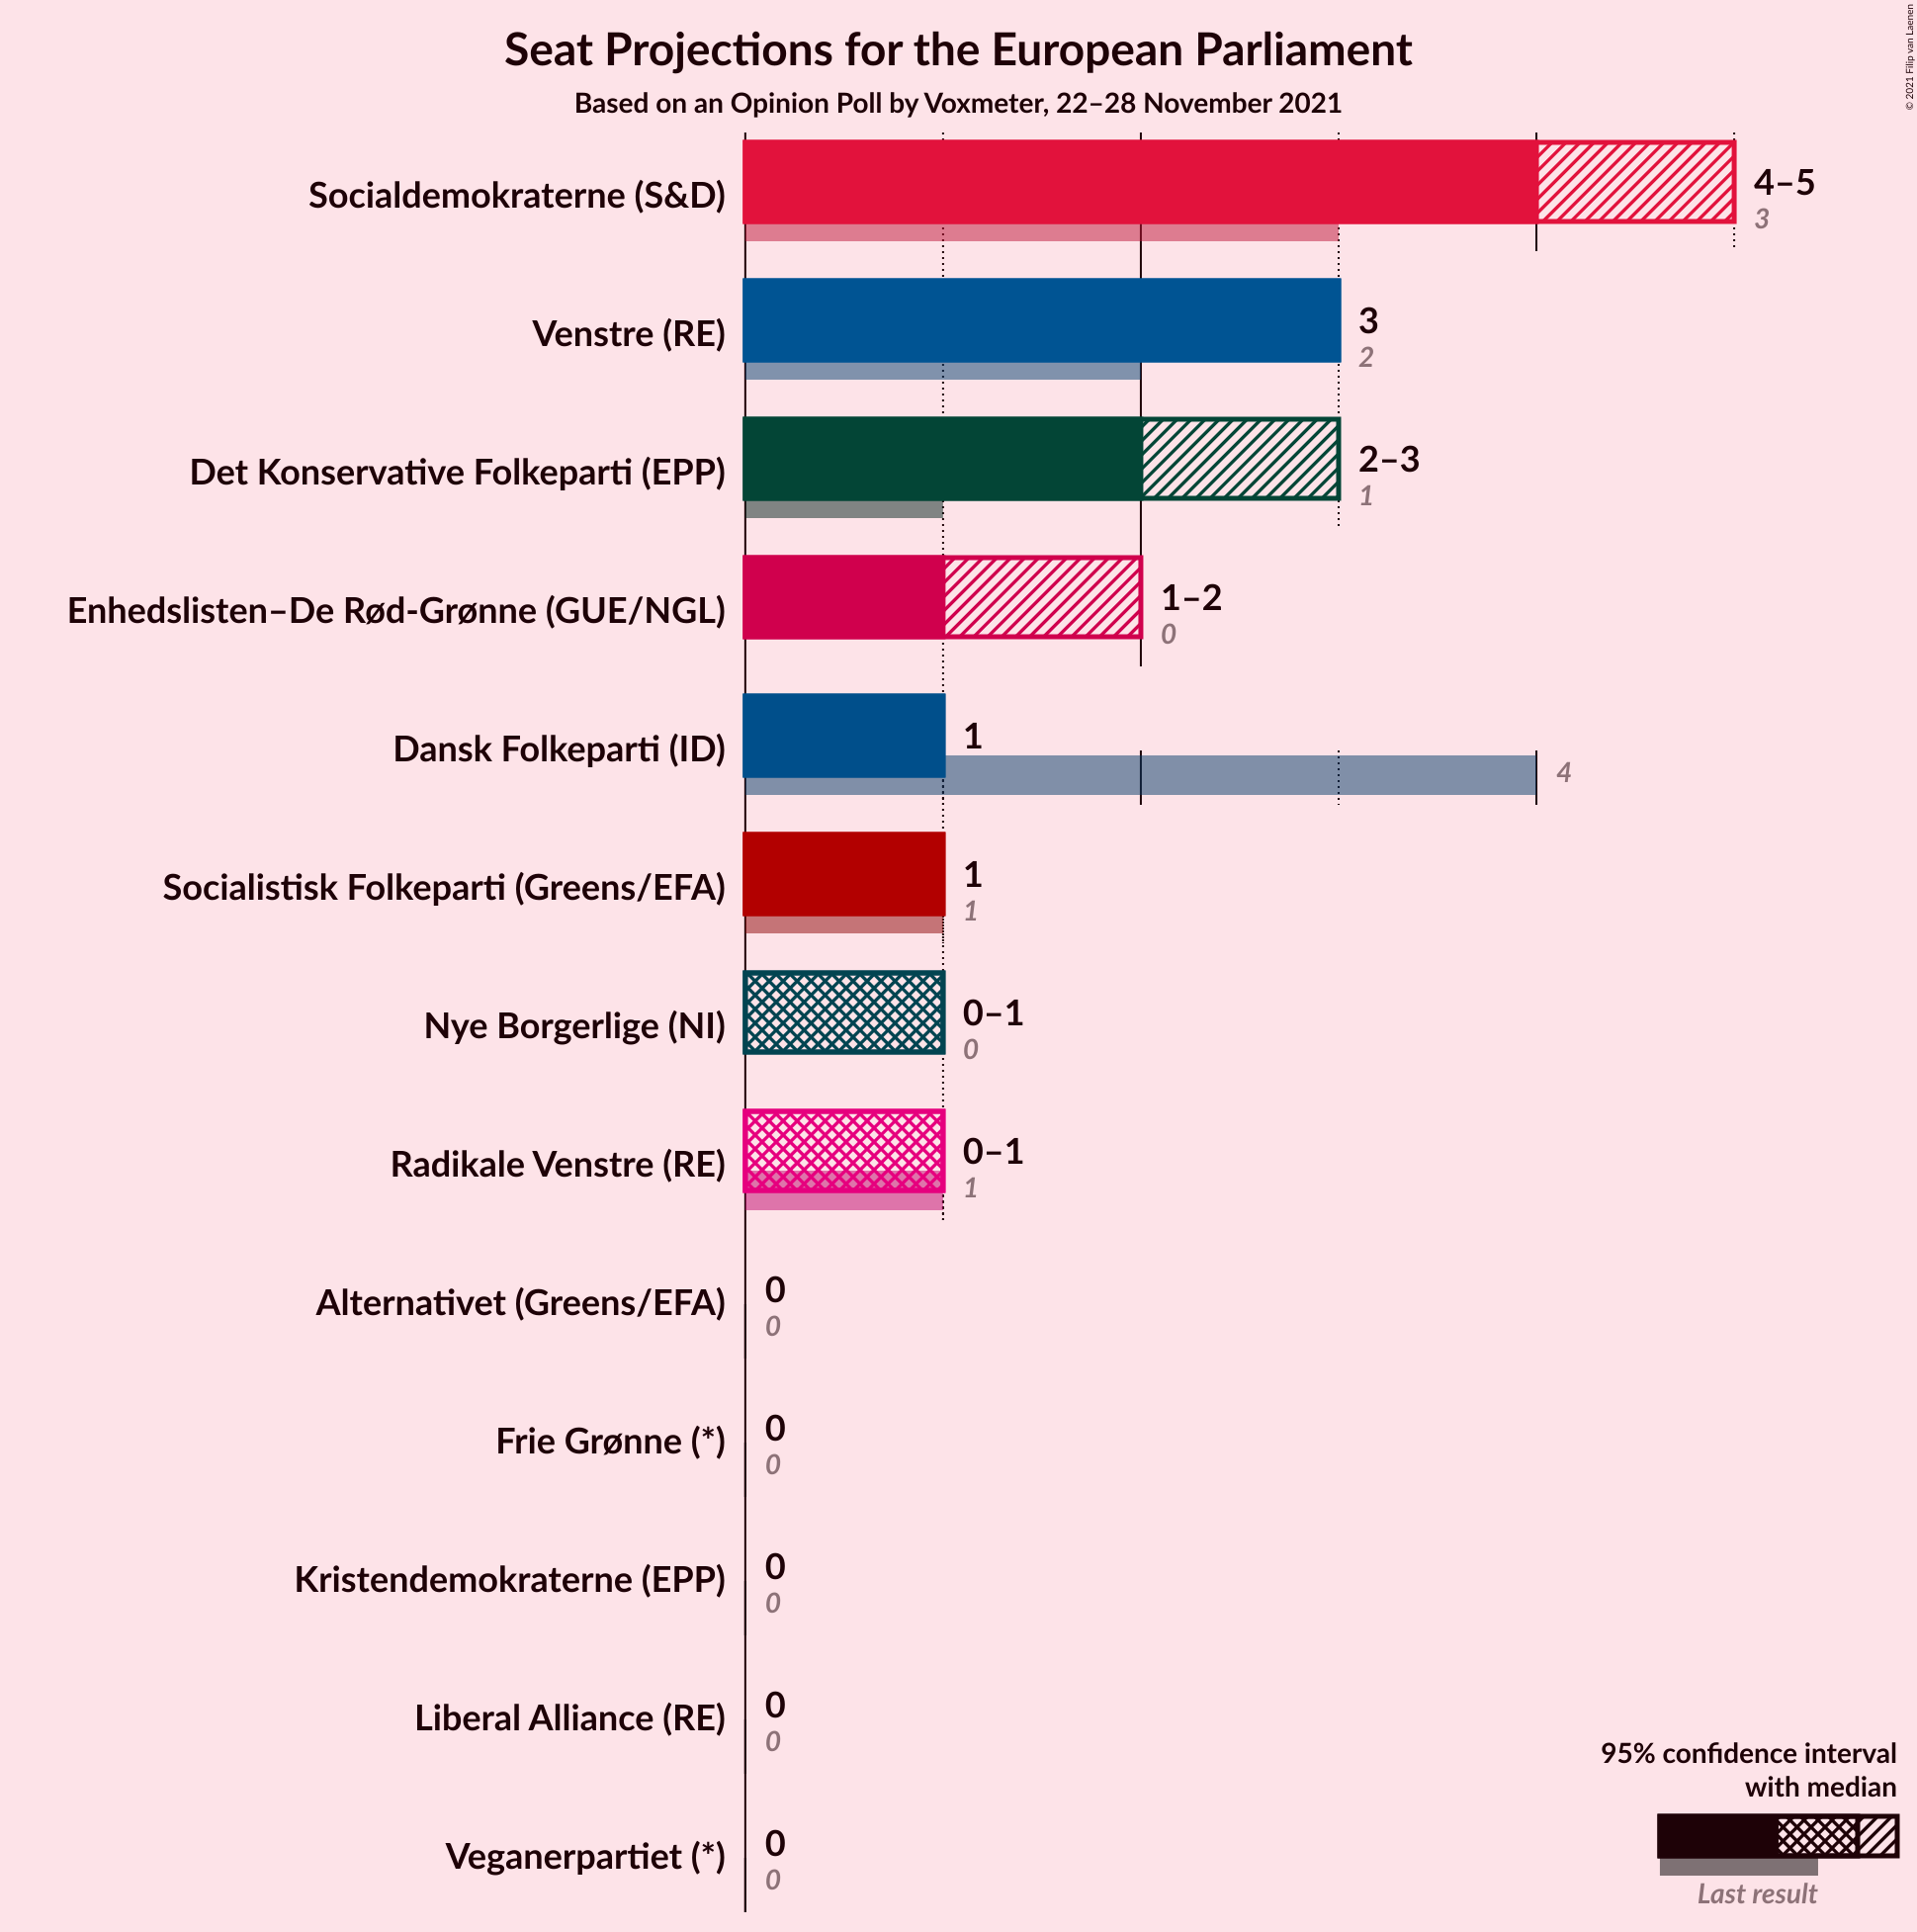 Seat Projections for the European Parliament
Based on an Opinion Poll by Voxmeter, 22–28 November 2021
© 2021 Filip van Laenen
Socialdemokraterne (S&D)
4–5
3
Venstre (RE)
3
2
Det Konservative Folkeparti (EPP)
2–3
1
Enhedslisten–De Rød-Grønne (GUE/NGL)
1–2
0
Dansk Folkeparti (ID)
1
4
Socialistisk Folkeparti (Greens/EFA)
1
1
Nye Borgerlige (NI)
0–1
0
Radikale Venstre (RE)
0–1
1
Alternativet (Greens/EFA)
0
0
Frie Grønne (*)
0
0
Kristendemokraterne (EPP)
0
0
Liberal Alliance (RE)
0
0
Veganerpartiet (*)
0
0
95% confidence interval
with median
Last result